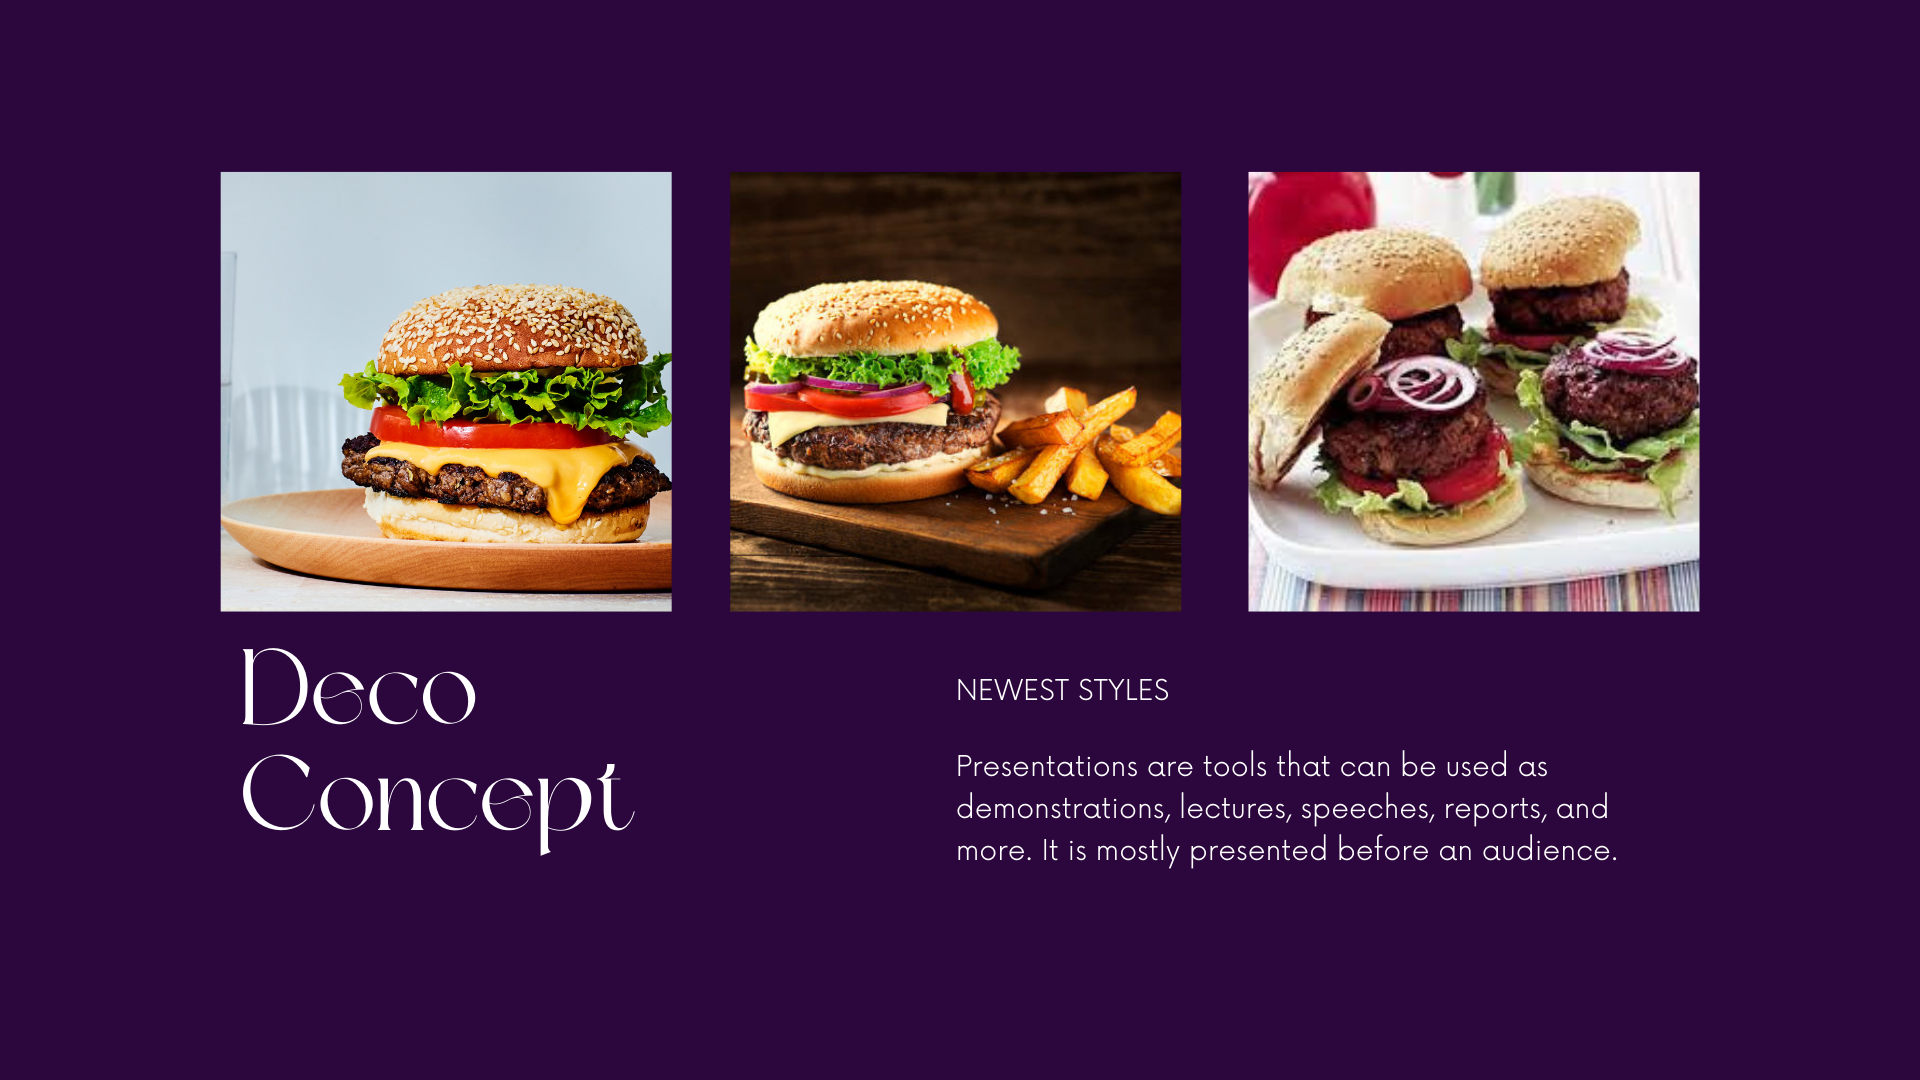 Deco
Concept
NEWEST STYLES
Presentations are tools that can be used as
demonstrations, lectures, speeches, reports, and
more. It is mostly presented before an audience.